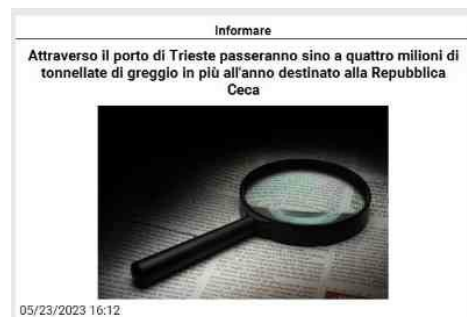 Informare
Attraverso il porto di Trieste passeranno sino a quattro milioni di
tonnellate di greggio in più all'anno destinato alla Repubblica
Ceca
05/23/2023 16:12